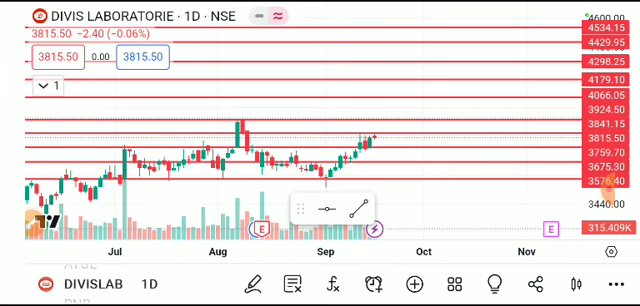 DIVIS LABORATORIE · 1D · NSE
3815.50 −2.40 (−0.06%)
3815.50 0.00 3815.50
1
4600.00
4534.15
4429.95
4298.25
4179.10
4066.05
3924.50
3841.15
3815.50
3759.70
3675.30
3576.40
3440.00
315.409K
E
E
Jul Aug Sep Oct Nov
DIVISLAB 1D